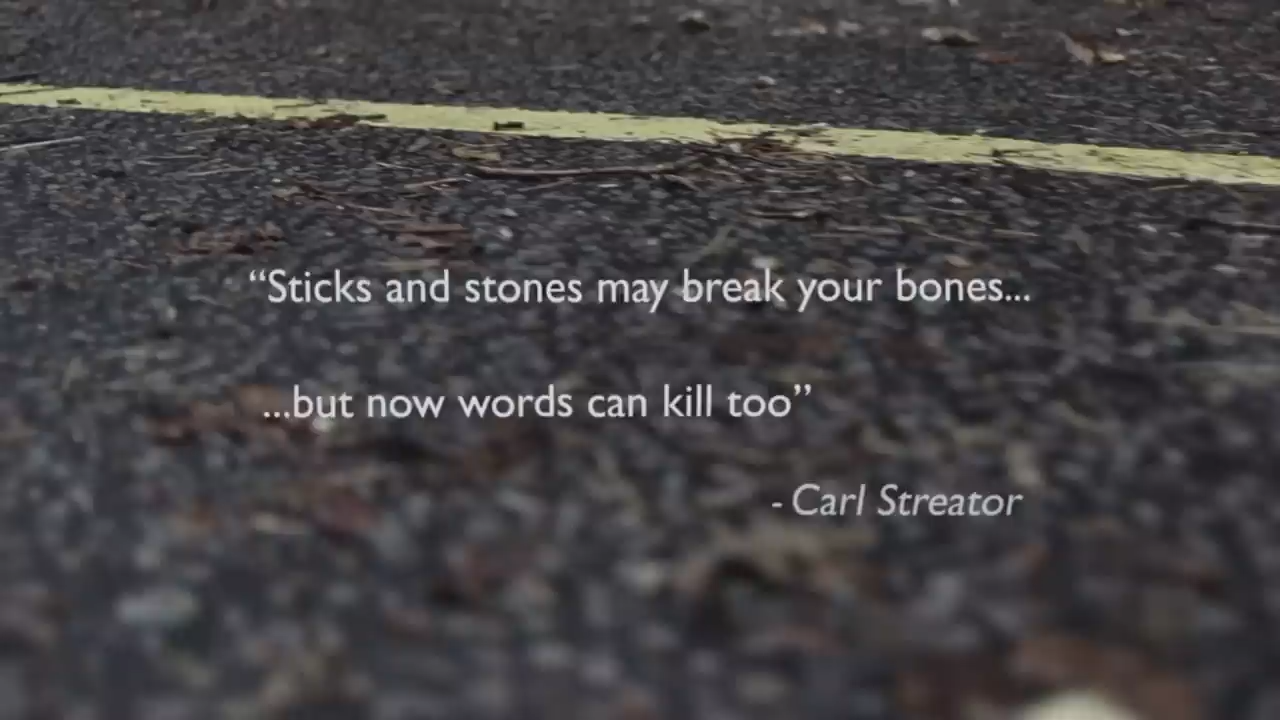 “Sticks and stones may break your bones...
...but now words can kill too”
- Carl Streator